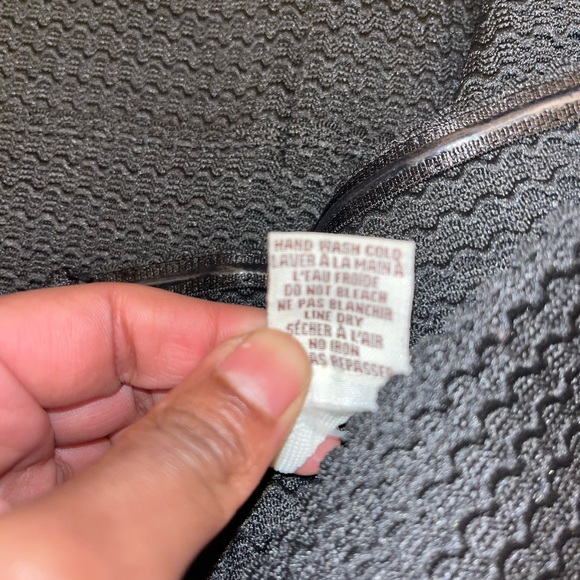 HAND WASH COLD
LAVER À LA MAIN À
L'EAU FROIDE
DO NOT BLEACH
NE PAS BLANCHIR
LINE DRY
SÉCHER À L'AIR
NO IRON
REPASSER